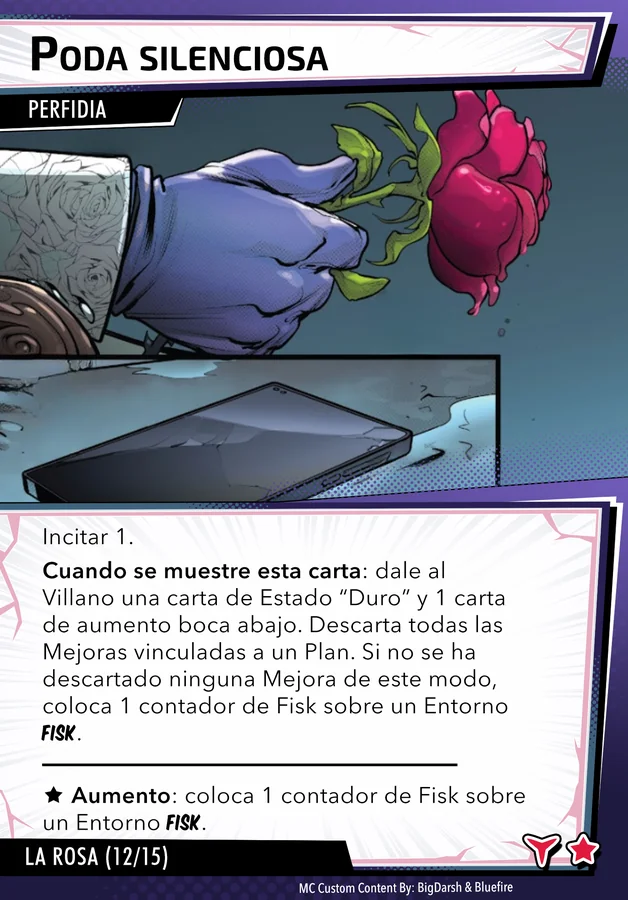 PODA SILENCIOSA
PERFIDIA
Incitar 1.
Cuando se muestre esta carta: dale al
Villano una carta de Estado “Duro” y 1 carta
de aumento boca abajo. Descarta todas las
Mejoras vinculadas a un Plan. Si no se ha
descartado ninguna Mejora de este modo,
coloca 1 contador de Fisk sobre un Entorno
FISK.
★ Aumento: coloca 1 contador de Fisk sobre
un Entorno FISK.
LA ROSA (12/15)
MC Custom Content By: BigDarsh & Bluefire